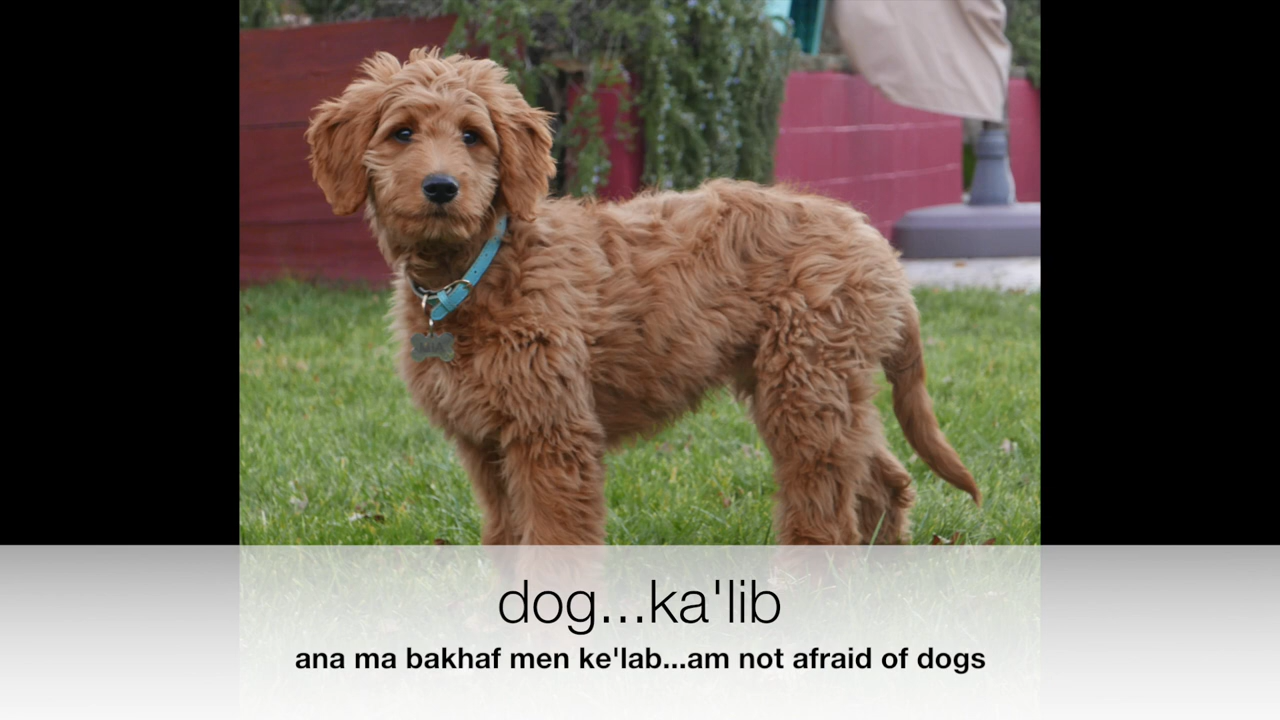 dog...ka'lib
ana ma bakhaf men ke'lab...am not afraid of dogs